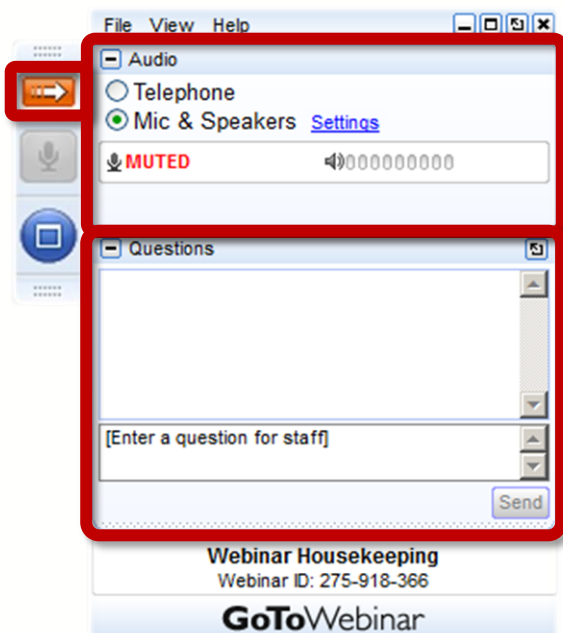 File View Help
Audio
Telephone
Mic & Speakers Settings
MUTED 000000000
Questions
[Enter a question for staff]
Send
Webinar Housekeeping
Webinar ID: 275-918-366
GoToWebinar